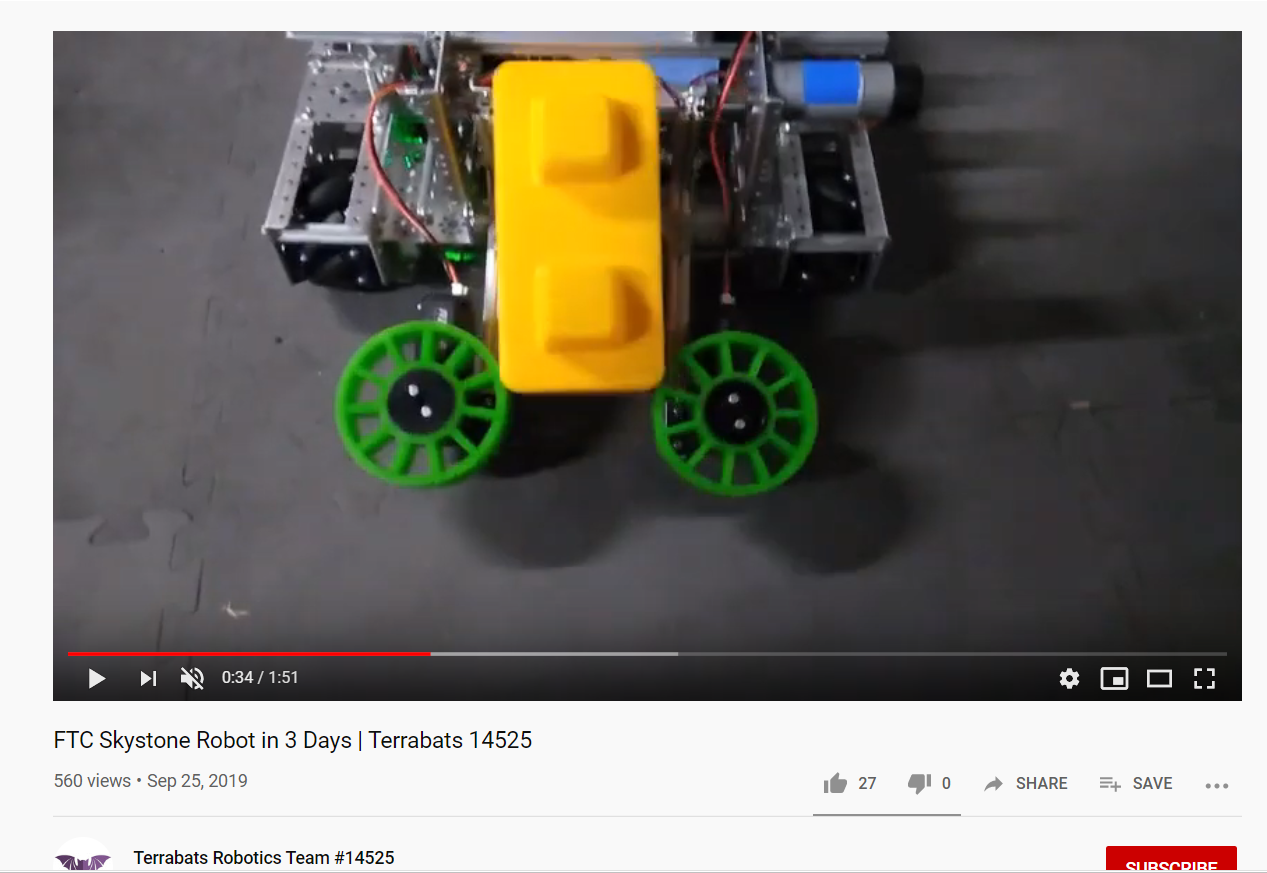 0:34 / 1:51
FTC Skystone Robot in 3 Days | Terrabats 14525
560 views • Sep 25, 2019
27
0
SHARE
SAVE
Terrabats Robotics Team #14525
SUBSCRIBE